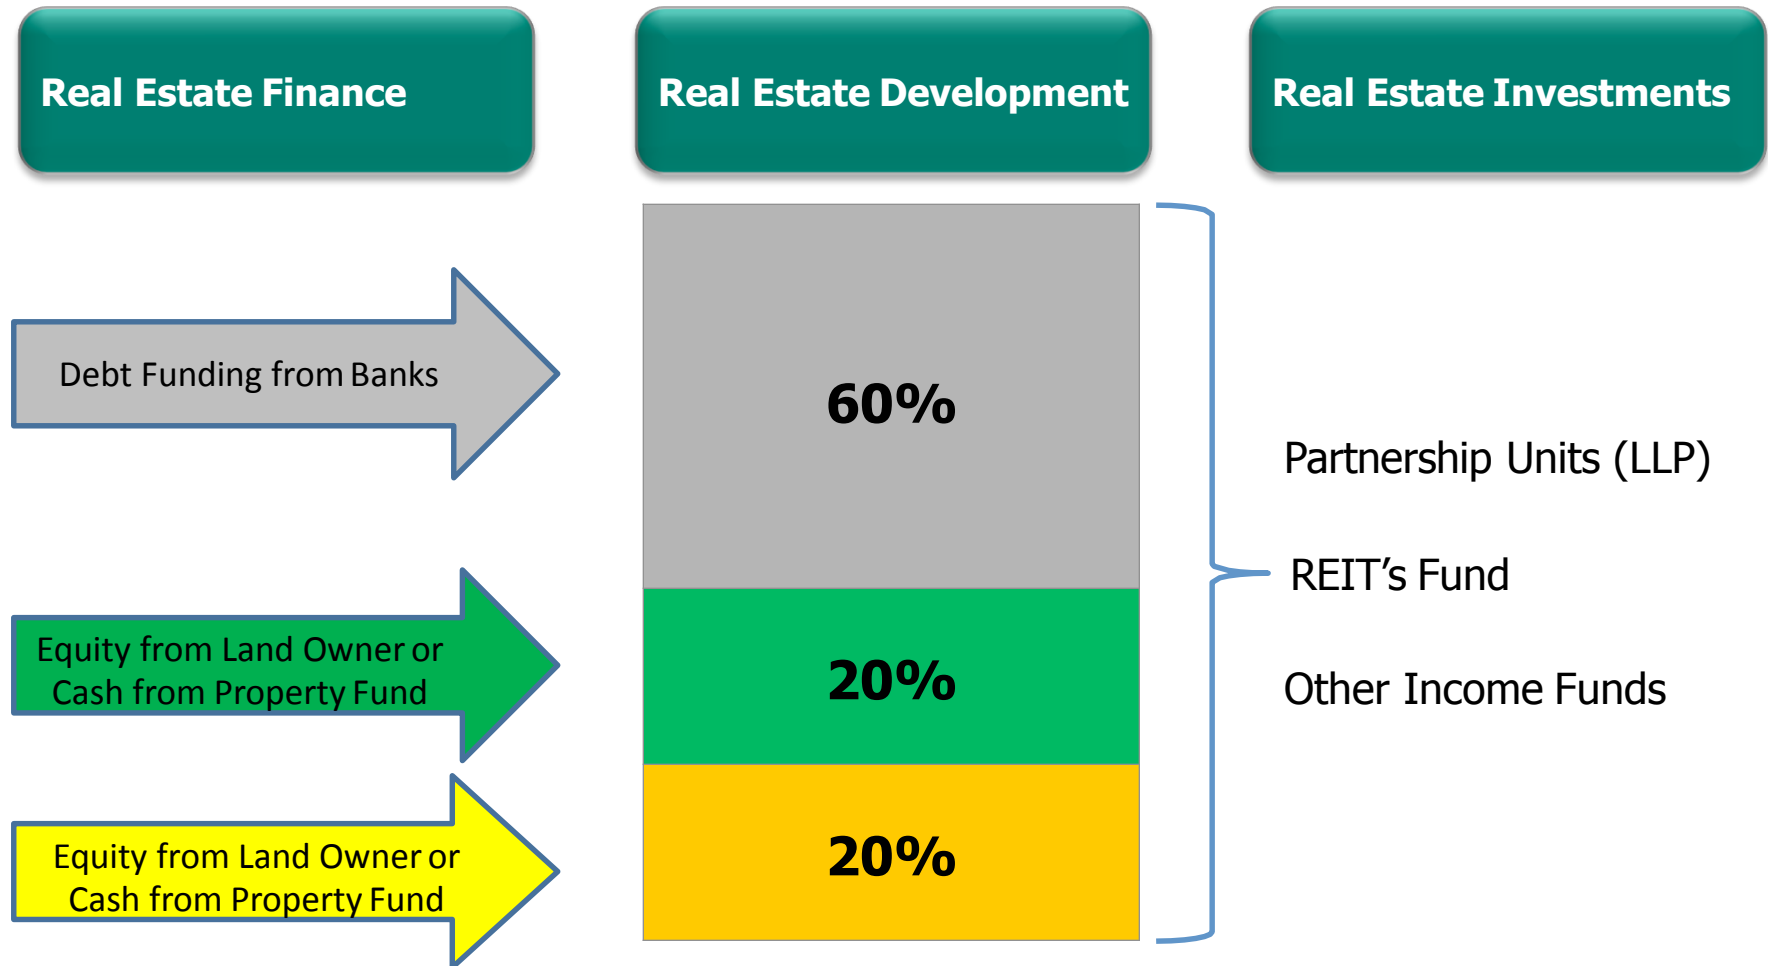 Real Estate Finance
Real Estate Development
Real Estate Investments
Debt Funding from Banks
60%
Partnership Units (LLP)
REIT’s Fund
Equity from Land Owner or
Cash from Property Fund
20%
Other Income Funds
Equity from Land Owner or
Cash from Property Fund
20%